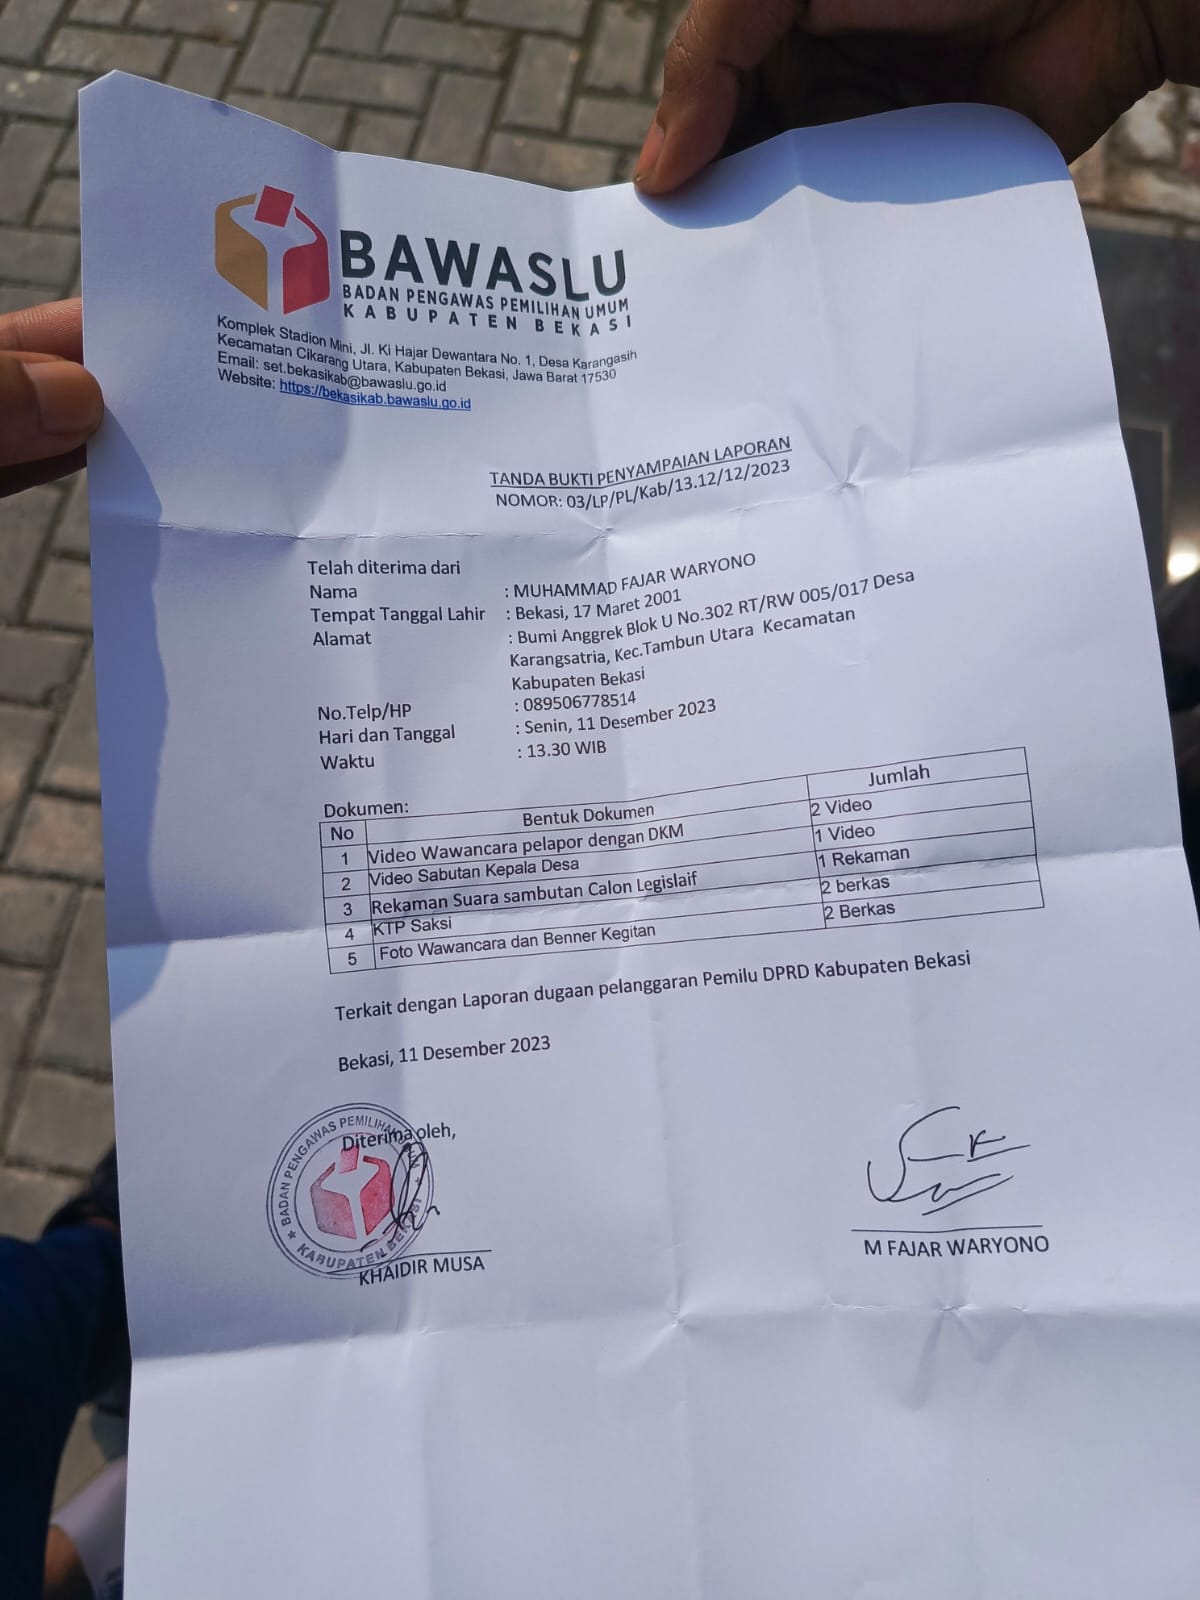 BAWASLU
BADAN PENGAWAS PEMILIHAN UMUM
KABUPATEN BEKASI
Komplek Stadion Mini, Jl. Ki Hajar Dewantara No. 1, Desa Karangasih
Kecamatan Cikarang Utara, Kabupaten Bekasi, Jawa Barat 17530
Email: set.bekasikab@bawaslu.go.id
Website: https://bekasikab.bawaslu.go.id
TANDA BUKTI PENYAMPAIAN LAPORAN
NOMOR: 03/LP/PL/Kab/13.12/12/2023
Telah diterima dari
Nama : MUHAMMAD FAJAR WARYONO
Tempat Tanggal Lahir : Bekasi, 17 Maret 2001
Alamat : Bumi Anggrek Blok U No.302 RT/RW 005/017 Desa
Karangsatria, Kec.Tambun Utara Kecamatan
Kabupaten Bekasi
No.Telp/HP : 089506778514
Hari dan Tanggal : Senin, 11 Desember 2023
Waktu : 13.30 WIB
Dokumen:
No Bentuk Dokumen Jumlah
1 Video Wawancara pelapor dengan DKM 2 Video
2 Video Sabutan Kepala Desa 1 Video
3 Rekaman Suara sambutan Calon Legislaif 1 Rekaman
4 KTP Saksi 2 berkas
5 Foto Wawancara dan Benner Kegitan 2 Berkas
Terkait dengan Laporan dugaan pelanggaran Pemilu DPRD Kabupaten Bekasi
Bekasi, 11 Desember 2023
Diterima oleh,
BADAN PENGAWAS PEMILIHAN UMUM
KABUPATEN BEKASI
KHAIDIR MUSA
M FAJAR WARYONO